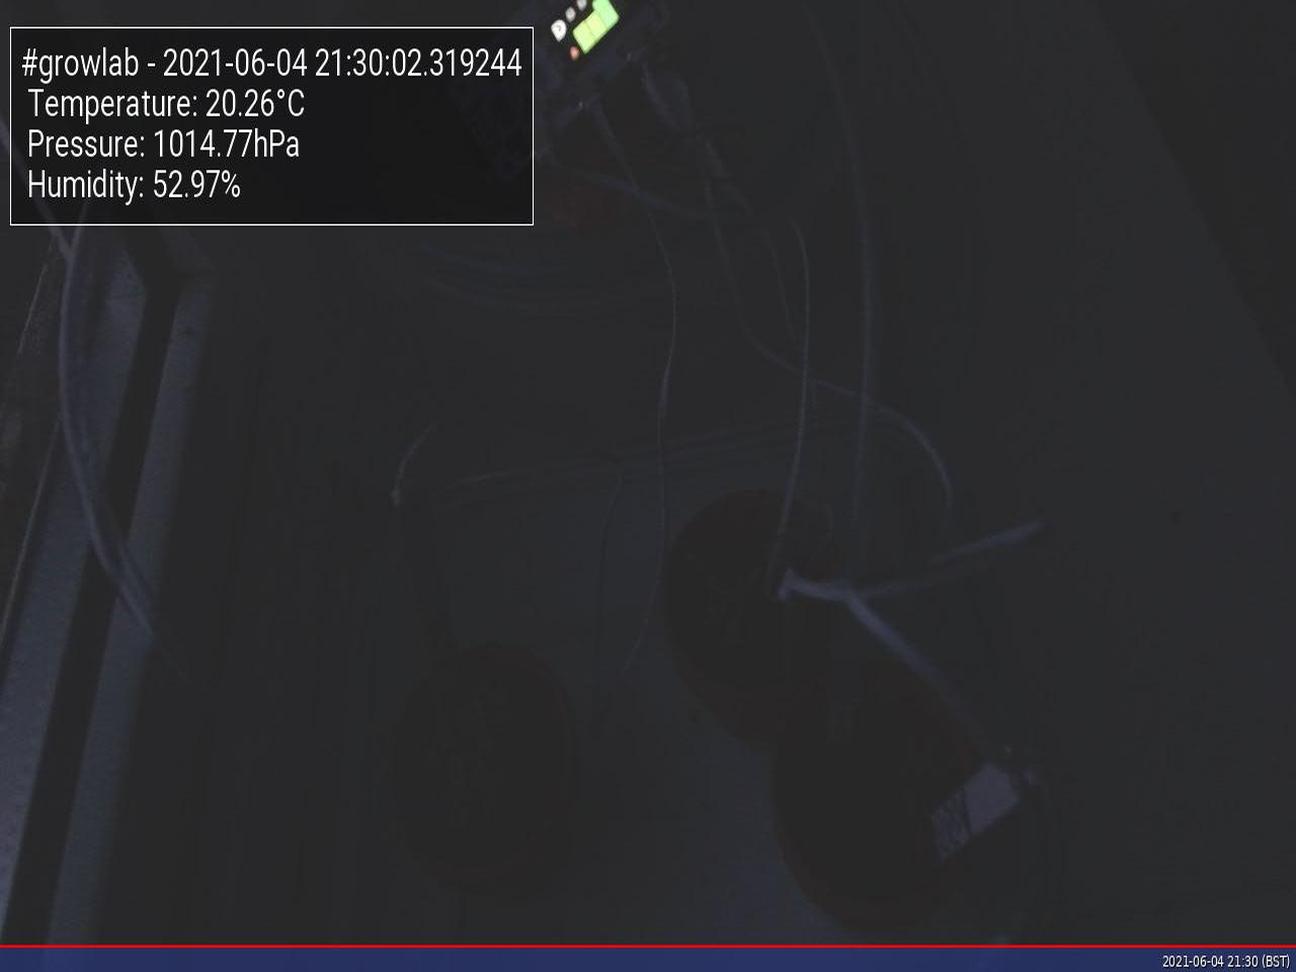 #growlab - 2021-06-04 21:30:02.319244
Temperature: 20.26°C
Pressure: 1014.77hPa
Humidity: 52.97%
2021-06-04 21:30 (BST)